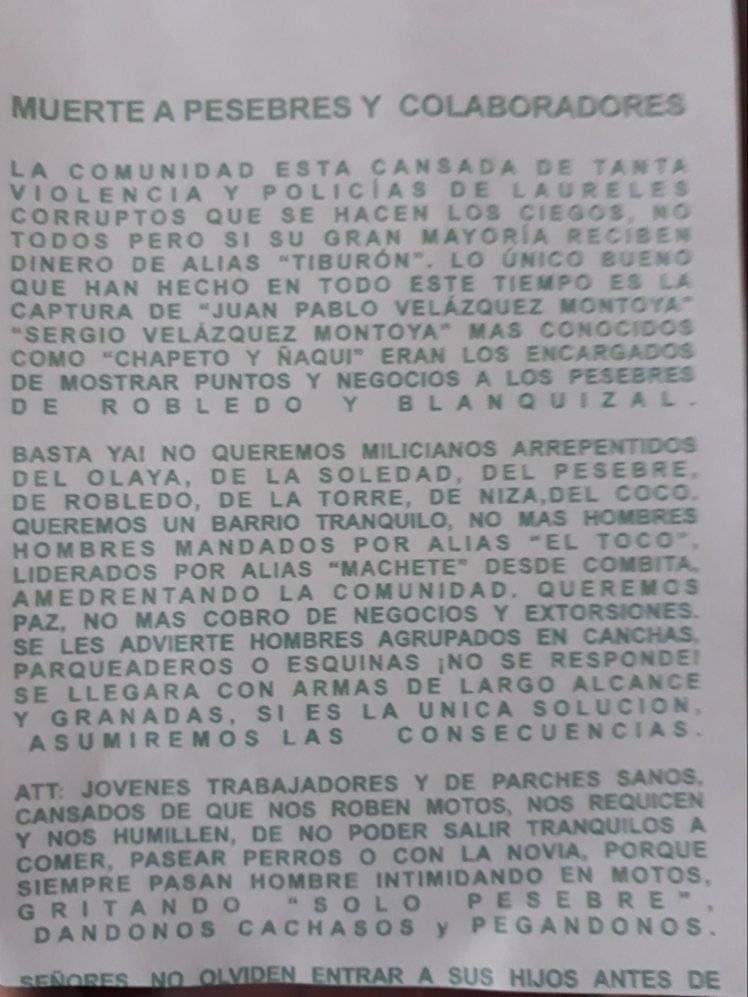 MUERTE A PESEBRES Y COLABORADORES
LA COMUNIDAD ESTA CANSADA DE TANTA
VIOLENCIA Y POLICÍAS DE LAURELES
CORRUPTOS QUE SE HACEN LOS CIEGOS, NO
TODOS PERO SI SU GRAN MAYORÍA RECIBEN
DINERO DE ALIAS "TIBURÓN". LO ÚNICO BUENO
QUE HAN HECHO EN TODO ESTE TIEMPO ES LA
CAPTURA DE "JUAN PABLO VELÁZQUEZ MONTOYA"
"SERGIO VELÁZQUEZ MONTOYA" MAS CONOCIDOS
COMO "CHAPETO Y ÑAQUI" ERAN LOS ENCARGADOS
DE MOSTRAR PUNTOS Y NEGOCIOS A LOS PESEBRES
DE ROBLEDO Y BLANQUIZAL.
BASTA YA! NO QUEREMOS MILICIANOS ARREPENTIDOS
DEL OLAYA, DE LA SOLEDAD, DEL PESEBRE,
DE ROBLEDO, DE LA TORRE, DE NIZA,DEL COCO.
QUEREMOS UN BARRIO TRANQUILO, NO MAS HOMBRES
HOMBRES MANDADOS POR ALIAS "EL TOCO",
LIDERADOS POR ALIAS "MACHETE" DESDE COMBITA,
AMEDRENTANDO LA COMUNIDAD. QUEREMOS
PAZ, NO MAS COBRO DE NEGOCIOS Y EXTORSIONES.
SE LES ADVIERTE HOMBRES AGRUPADOS EN CANCHAS,
PARQUEADEROS O ESQUINAS ¡NO SE RESPONDE!
SE LLEGARA CON ARMAS DE LARGO ALCANCE
Y GRANADAS, SI ES LA UNICA SOLUCION,
ASUMIREMOS LAS CONSECUENCIAS.
ATT: JOVENES TRABAJADORES Y DE PARCHES SANOS,
CANSADOS DE QUE NOS ROBEN MOTOS, NOS REQUICEN
Y NOS HUMILLEN, DE NO PODER SALIR TRANQUILOS A
COMER, PASEAR PERROS O CON LA NOVIA, PORQUE
SIEMPRE PASAN HOMBRE INTIMIDANDO EN MOTOS,
GRITANDO "SOLO PESEBRE",
DANDONOS CACHASOS y PEGANDONOS.
SEÑORES, NO OLVIDEN ENTRAR A SUS HIJOS ANTES DE